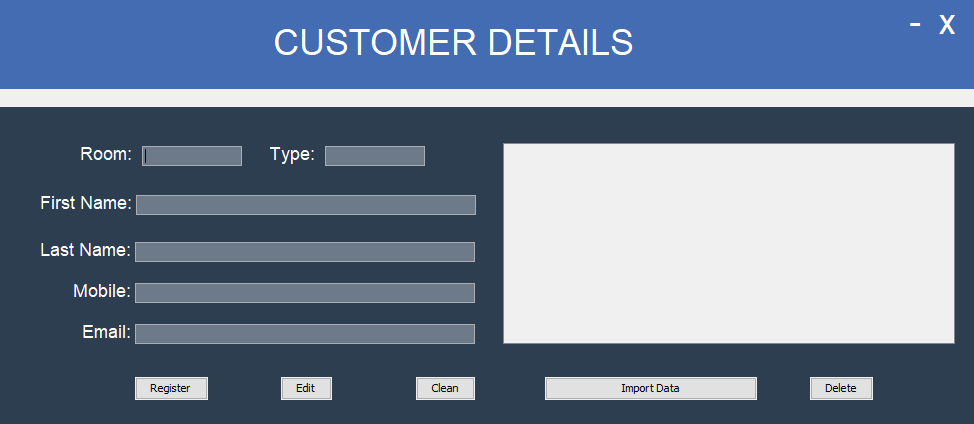 CUSTOMER DETAILS
- X
Room: Type:
First Name:
Last Name:
Mobile:
Email:
Register Edit Clean Import Data Delete